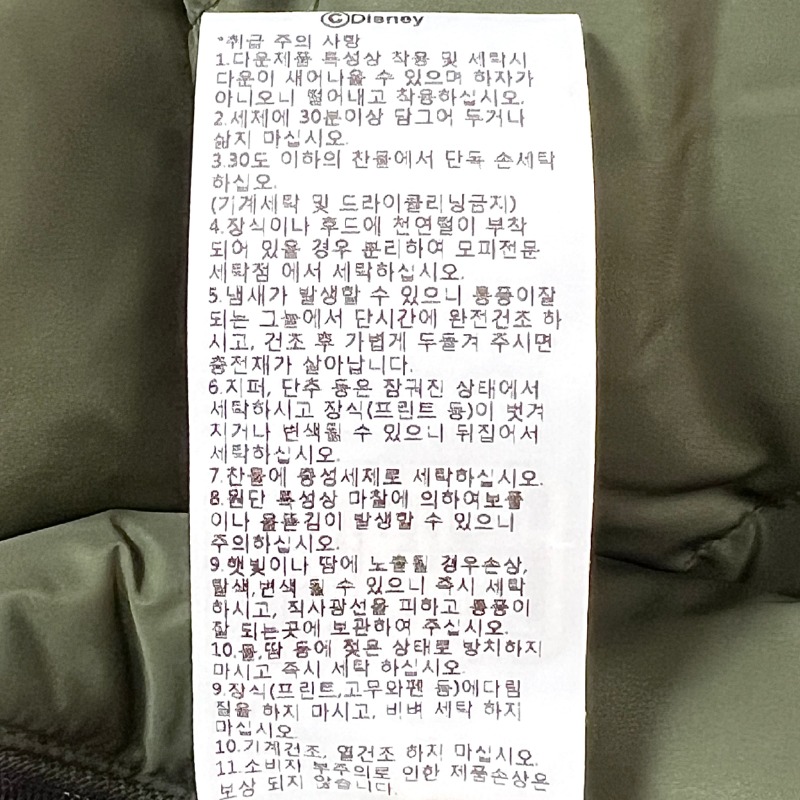 ©Disney
*취급 주의 사항
1.다운제품 특성상 착용 및 세탁시
다운이 새어나올 수 있으며 하자가
아니오니 털어내고 착용하십시오.
2.세제에 30분이상 담그어 두거나
삶지 마십시오.
3.30도 이하의 찬물에서 단독 손세탁
하십오.
(기계세탁 및 드라이클리닝금지)
4.장식이나 후드에 천연털이 부착
되어 있을 경우 분리하여 모피전문
세탁점 에서 세탁하십시오.
5.냄새가 발생할 수 있으니 통풍이잘
되는 그늘에서 단시간에 완전건조 하
시고, 건조 후 가볍게 두들겨 주시면
충전재가 살아납니다.
6.지퍼, 단추 등은 잠궈진 상태에서
세탁하시고 장식(프린트 등)이 벗겨
지거나 변색될 수 있으니 뒤집어서
세탁하십시오.
7.찬물에 중성세제로 세탁하십시오.
8.원단 특성상 마찰에 의하여보풀
이나 올뜯김이 발생할 수 있으니
주의하십시오.
9.햇빛이나 땀에 노출될 경우손상,
탈색,변색 될 수 있으니 즉시 세탁
하시고, 직사광선을 피하고 통풍이
잘 되는곳에 보관하여 주십시오.
10.물,땀 등에 젖은 상태로 방치하지
마시고 즉시 세탁 하십시오.
9.장식(프린트,고무와펜 등)에다림
질을 하지 마시고, 비벼 세탁 하지
마십시오.
10.기계건조, 열건조 하지 마십시오.
11.소비자 부주의로 인한 제품손상은
보상 되지 않습니다.